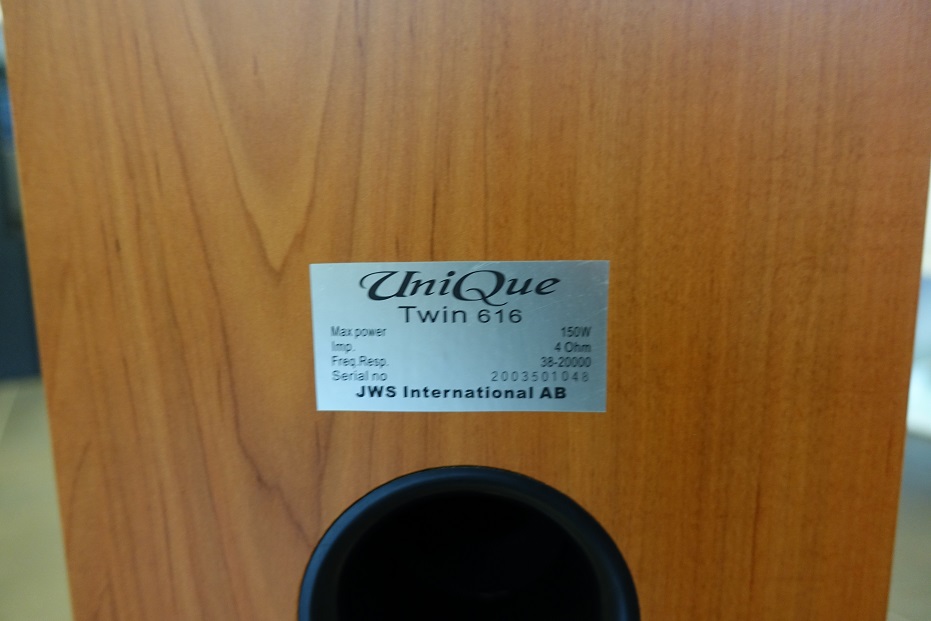 UniQue
Twin 616
Max power 150W
Imp. 4 Ohm
Freq.Resp. 38-20000
Serial no 2003501048
JWS International AB